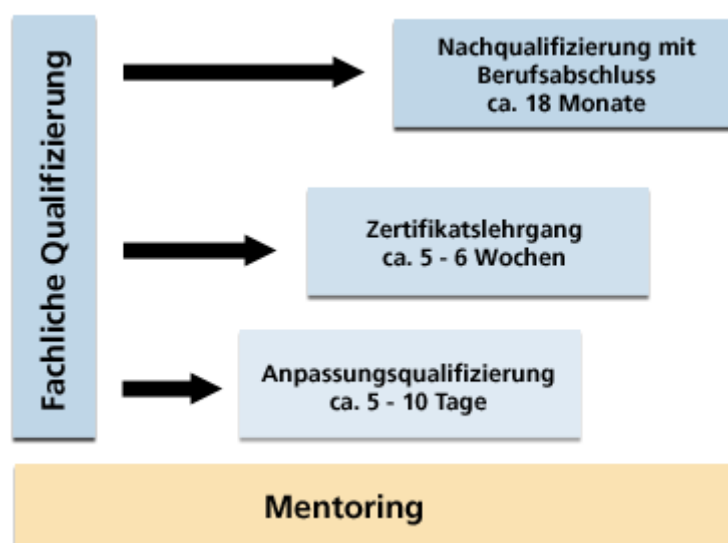 Fachliche Qualifizierung
Nachqualifizierung mit
Berufsabschluss
ca. 18 Monate
Zertifikatslehrgang
ca. 5 - 6 Wochen
Anpassungsqualifizierung
ca. 5 - 10 Tage
Mentoring